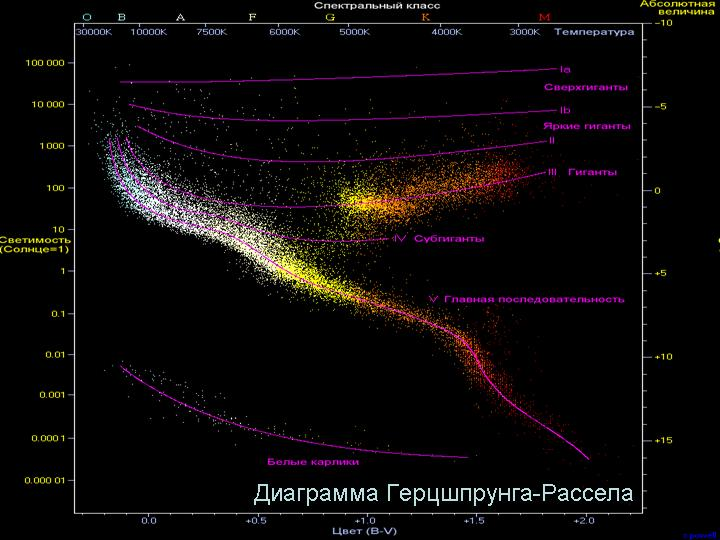 Спектральный класс
Абсолютная
величина
O B A F G K M
30000K 10000K 7500K 6000K 5000K 4000K 3000K Температура
−10
100 000
Ia
Сверхгиганты
10 000
Ib
−5
Яркие гиганты
1000
II
III Гиганты
100
0
10
Светимость
(Солнце=1)
IV Субгиганты
1
+5
V Главная последовательность
0.1
0.01
+10
0.001
0.000 1
+15
Белые карлики
0.000 01
Диаграмма Герцшпрунга-Рассела
0.0 +0.5 +1.0 +1.5 +2.0
Цвет (B-V)